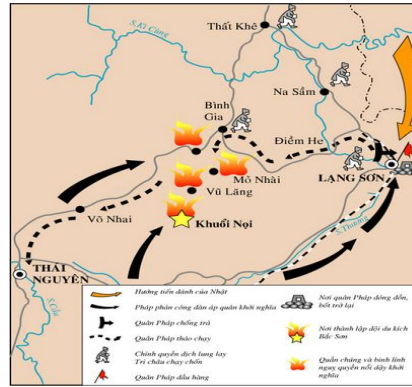 Thất Khê
S.Kì Cùng
Na Sầm
Bình
Gia
Điềm He
LẠNG SƠN
Mỏ Nhài
Vũ Lăng
Võ Nhai
Khuổi Nọi
S.Thương
THÁI
NGUYÊN
S.Cầu
Hướng tiến đánh của Nhật
Pháp phản công đàn áp quân khởi nghĩa
Quân Pháp chống trả
Quân Pháp tháo chạy
Chính quyền địch lung lay
Tri châu chạy chốn
Quân Pháp đầu hàng
Nơi quân Pháp đóng đồn,
bốt trở lại
Nơi thành lập đội du kích
Bắc Sơn
Quần chúng và binh lính
ngụy quyền nổi dậy khởi
nghĩa